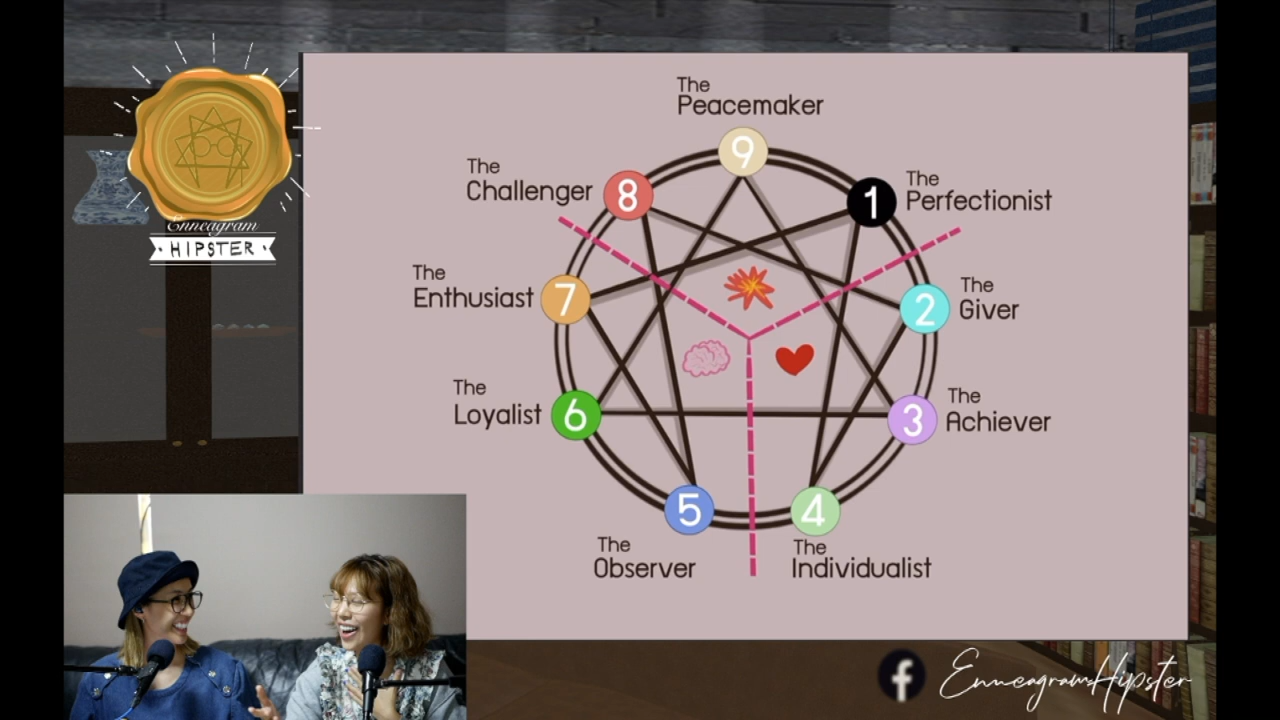 Enneagram
HIPSTER
The
Peacemaker
9
The
Challenger
8
1
The
Perfectionist
The
Enthusiast
7
2
The
Giver
The
Loyalist
6
3
The
Achiever
5
4
The
Observer
The
Individualist
f
EnneagramHipster